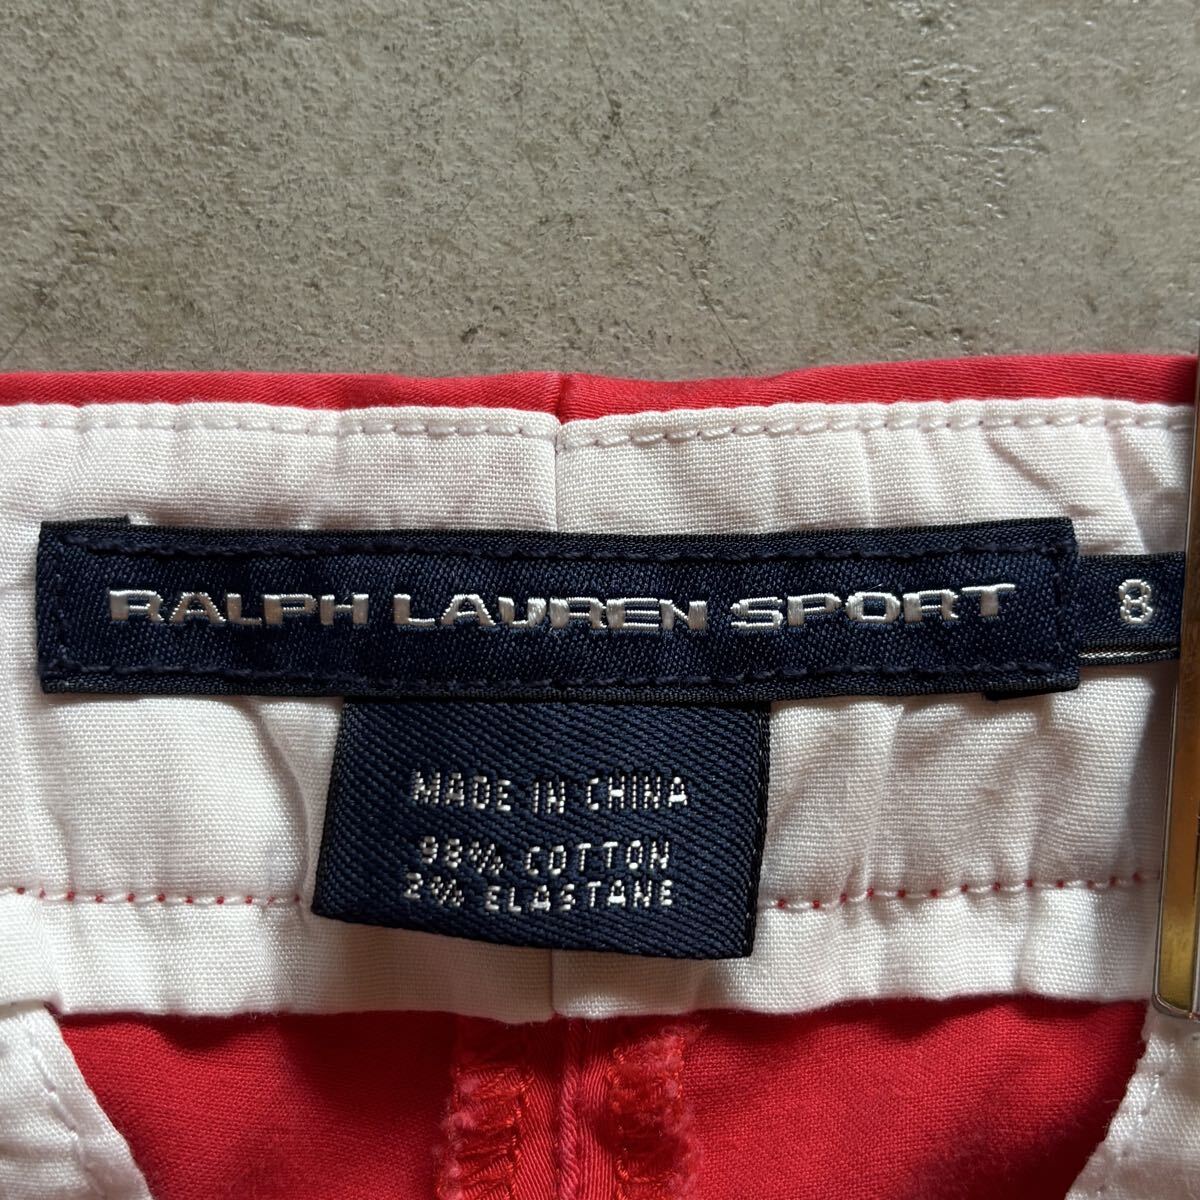 RALPH LAUREN SPORT
8
MADE IN CHINA
98% COTTON
2% ELASTANE